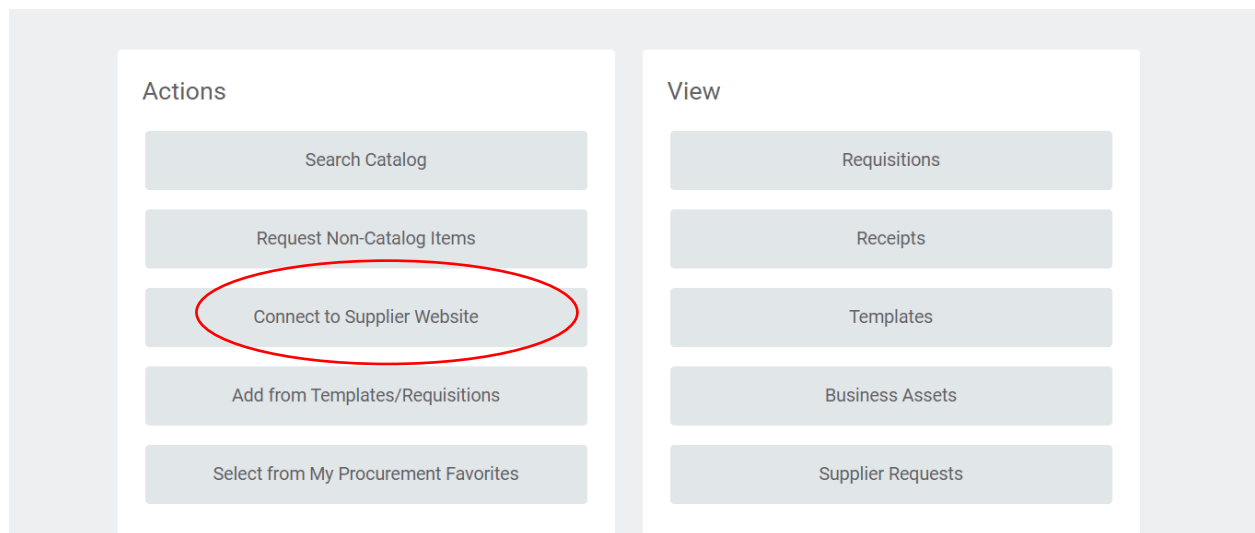 Actions
Search Catalog
Request Non-Catalog Items
Connect to Supplier Website
Add from Templates/Requisitions
Select from My Procurement Favorites
View
Requisitions
Receipts
Templates
Business Assets
Supplier Requests